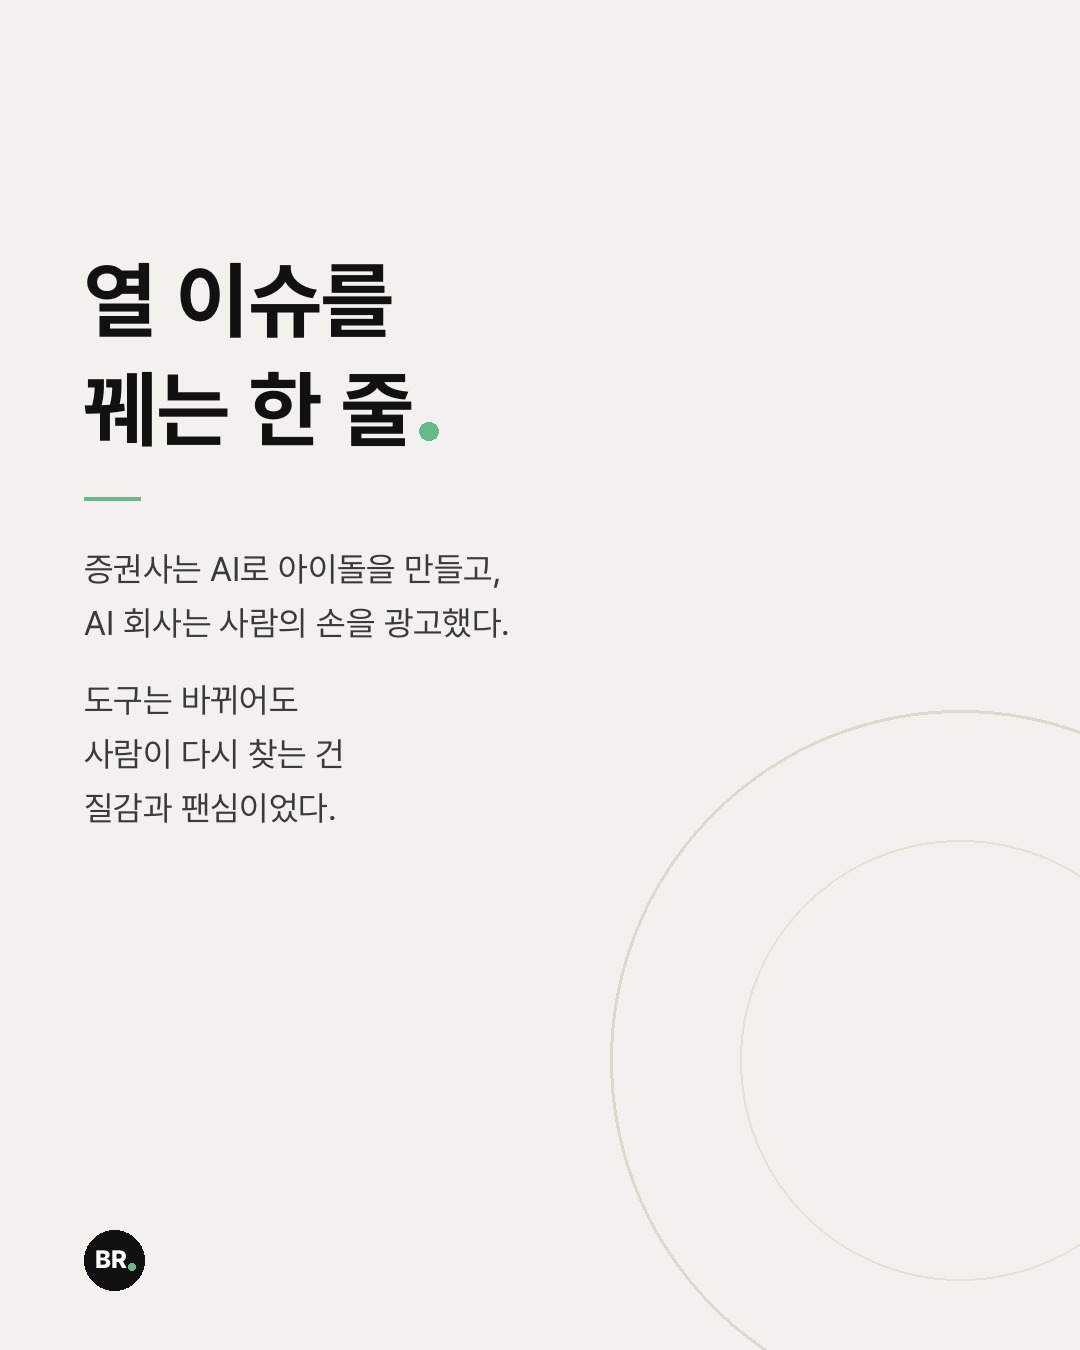 열 이슈를
꿰는 한 줄.
증권사는 AI로 아이돌을 만들고,
AI 회사는 사람의 손을 광고했다.
도구는 바뀌어도
사람이 다시 찾는 건
질감과 팬심이었다.
BR.